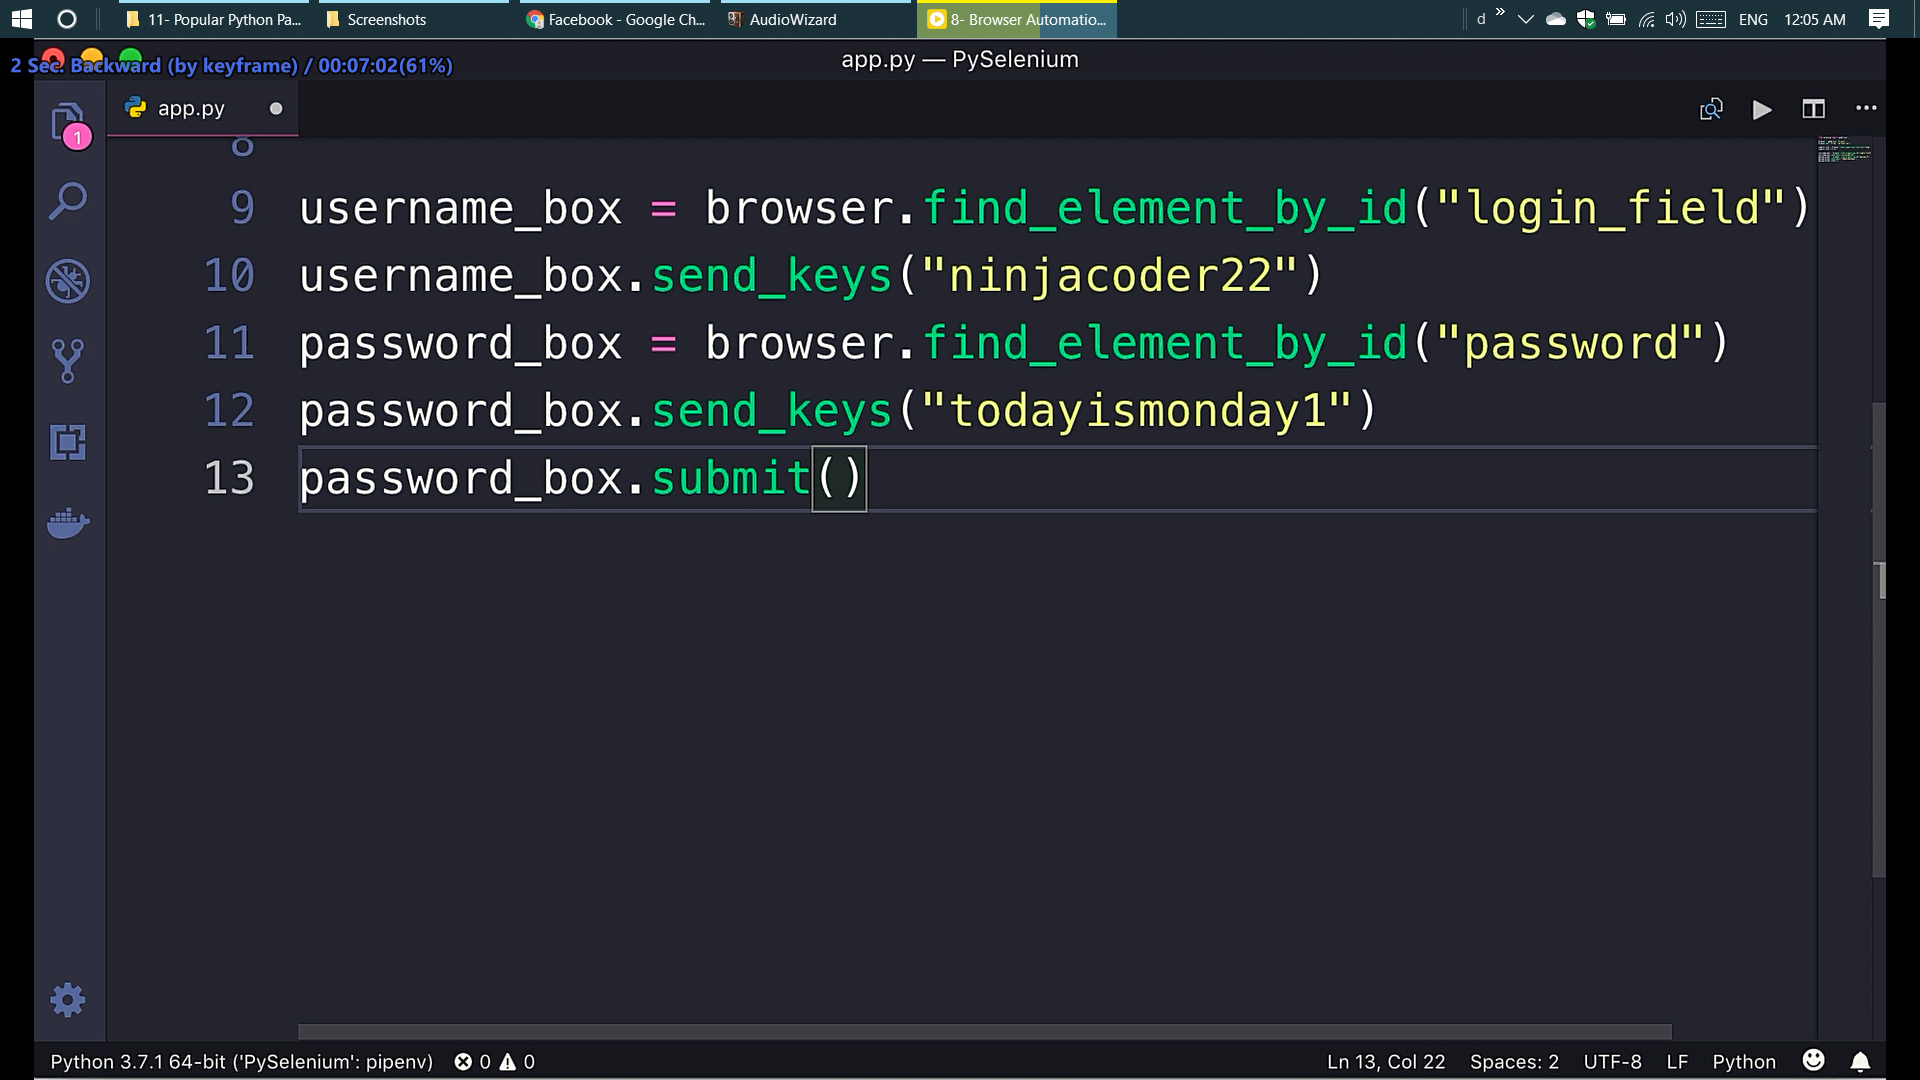 11- Popular Python Pa...
Screenshots
Facebook - Google Ch...
AudioWizard
8- Browser Automatio...
d
»
ENG
12:05 AM
2 Sec. Backward (by keyframe) / 00:07:02(61%)
app.py — PySelenium
app.py
1
8
9 username_box = browser.find_element_by_id("login_field")
10 username_box.send_keys("ninjacoder22")
11 password_box = browser.find_element_by_id("password")
12 password_box.send_keys("todayismonday1")
13 password_box.submit()
Python 3.7.1 64-bit ('PySelenium': pipenv) 0 0 Ln 13, Col 22 Spaces: 2 UTF-8 LF Python